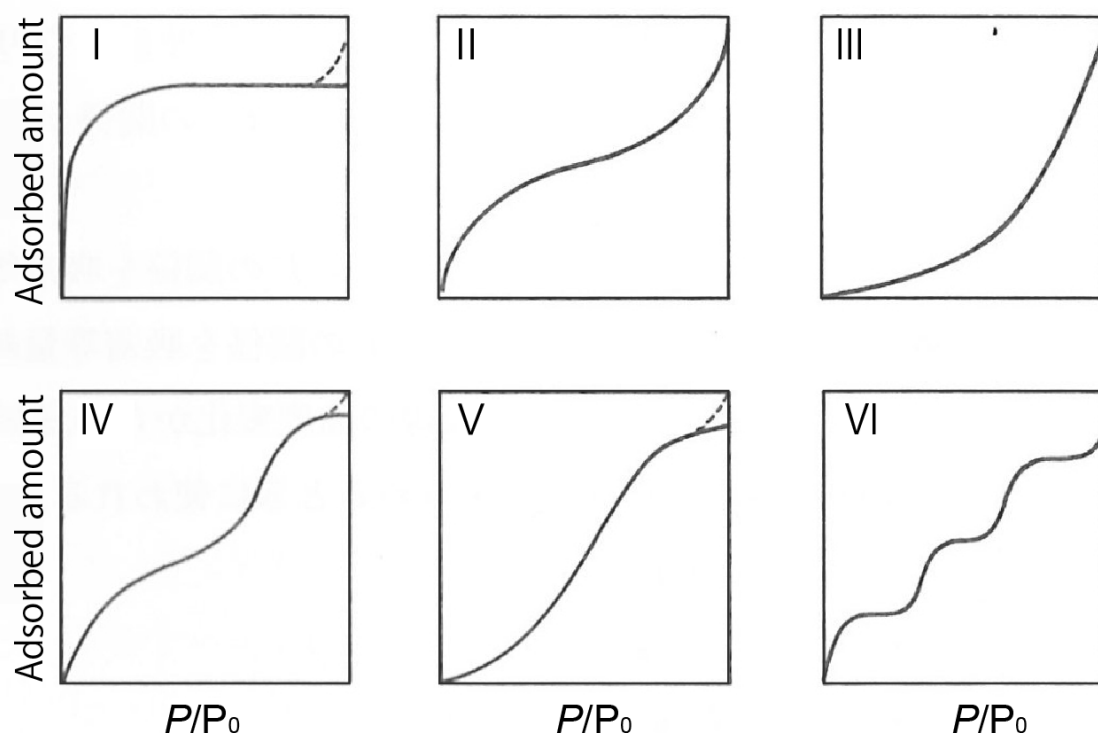 Adsorbed amount
I
II
III
Adsorbed amount
IV
V
VI
P/P₀
P/P₀
P/P₀